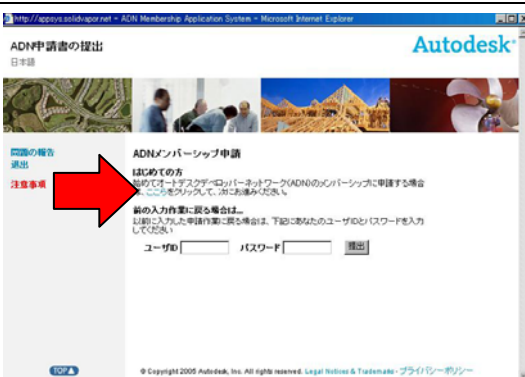 http://appsys.solidvapor.net - ADN Membership Application System - Microsoft Internet Explorer
ADN申請書の提出
Autodesk
日本語
問題の報告
退出
注意事項
ADNメンバーシップ申請
はじめての方
始めてオートデスクデベロッパーネットワーク(ADN)のメンバーシップに申請する場合
は、こちらをクリックして、次にお進みください。
前の入力作業に戻る場合は...
以前に入力した申請作業に戻る場合は、下記にあなたのユーザIDとパスワードを入力
してください
ユーザID パスワード 提出
TOP
© Copyright 2005 Autodesk, Inc. All rights reserved. Legal Notices & Trademarks - プライバシーポリシー